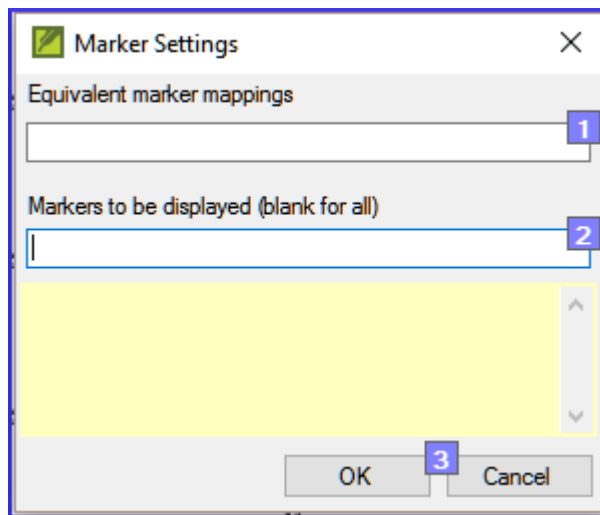 Marker Settings
Equivalent marker mappings
1
Markers to be displayed (blank for all)
2
3
OK
Cancel